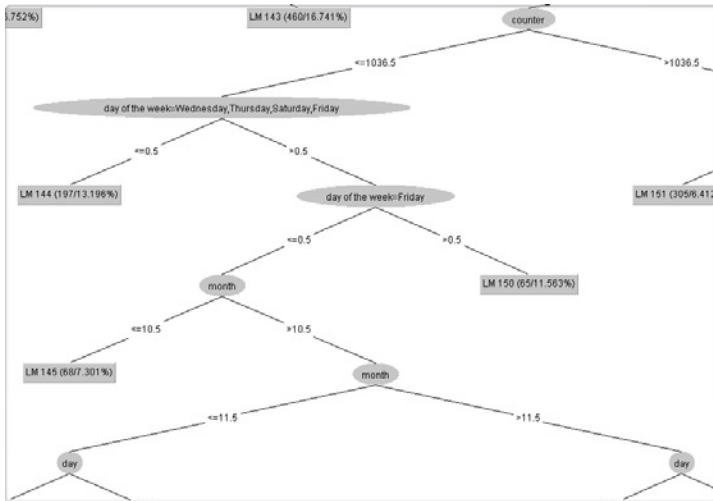 5.752%)
LM 143 (460/16.741%)
counter
<=1036.5
>1036.5
day of the week=Wednesday,Thursday,Saturday,Friday
<=0.5
>0.5
LM 144 (197/13.196%)
day of the week=Friday
LM 151 (305/6.412
<=0.5
>0.5
month
LM 150 (65/11.563%)
<=10.5
>10.5
LM 145 (68/7.301%)
month
<=11.5
>11.5
day
day